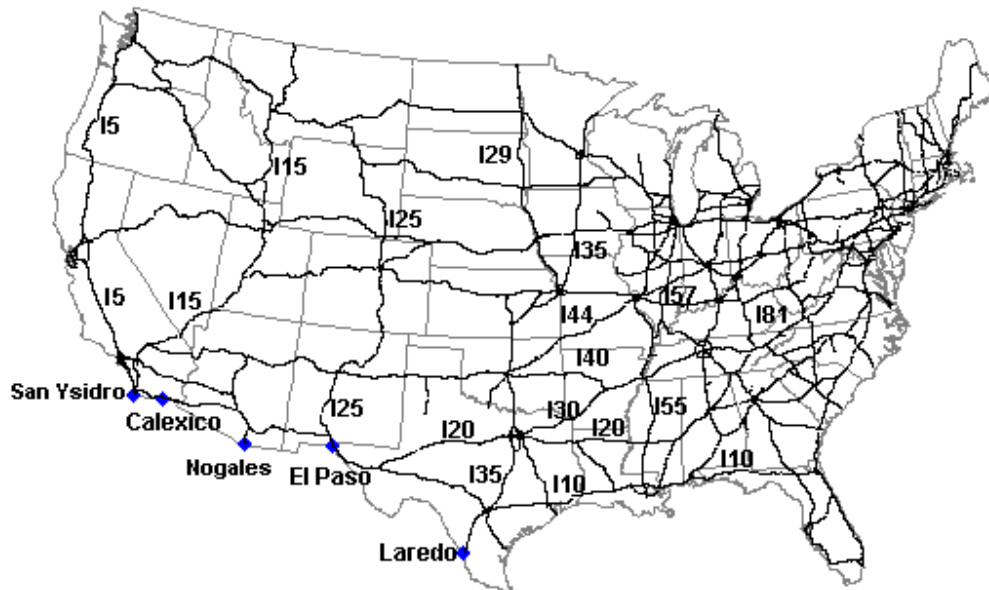 I5
I15
I29
I25
I35
I5
I15
I44
I57
I81
I40
San Ysidro
Calexico
I25
I30
I55
I20
I20
Nogales
El Paso
I35
I10
I10
Laredo